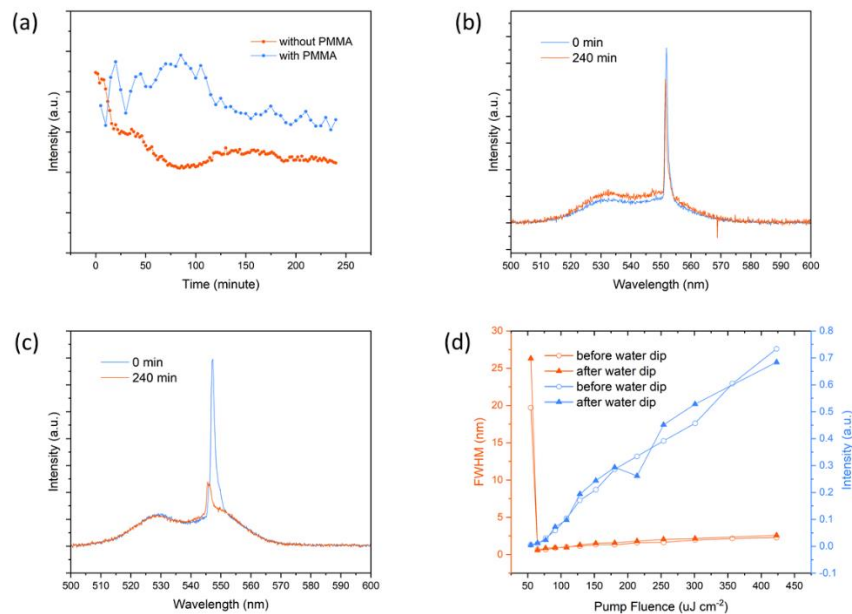 (a)
without PMMA
with PMMA
Intensity (a.u.)
0 50 100 150 200 250
Time (minute)
(b)
0 min
240 min
Intensity (a.u.)
500 510 520 530 540 550 560 570 580 590 600
Wavelength (nm)
(c)
0 min
240 min
Intensity (a.u.)
500 510 520 530 540 550 560 570 580 590 600
Wavelength (nm)
(d)
before water dip
after water dip
before water dip
after water dip
FWHM (nm)
30
25
20
15
10
5
0
Intensity (a.u.)
0.8
0.7
0.6
0.5
0.4
0.3
0.2
0.1
0.0
-0.1
50 100 150 200 250 300 350 400 450
Pump Fluence (uJ cm⁻²)